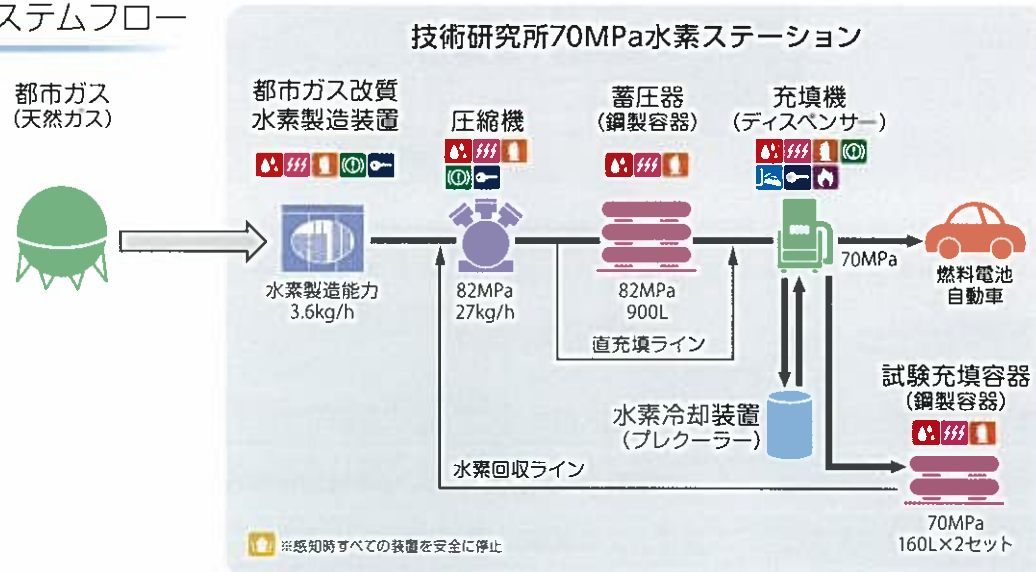 ステムフロー
技術研究所70MPa水素ステーション
都市ガス
(天然ガス)
都市ガス改質
水素製造装置
圧縮機
蓄圧器
(鋼製容器)
充填機
(ディスペンサー)
水素製造能力
3.6kg/h
82MPa
27kg/h
82MPa
900L
70MPa
燃料電池
自動車
直充填ライン
水素冷却装置
(プレクーラー)
試験充填容器
(鋼製容器)
水素回収ライン
70MPa
160L×2セット
※感知時すべての装置を安全に停止